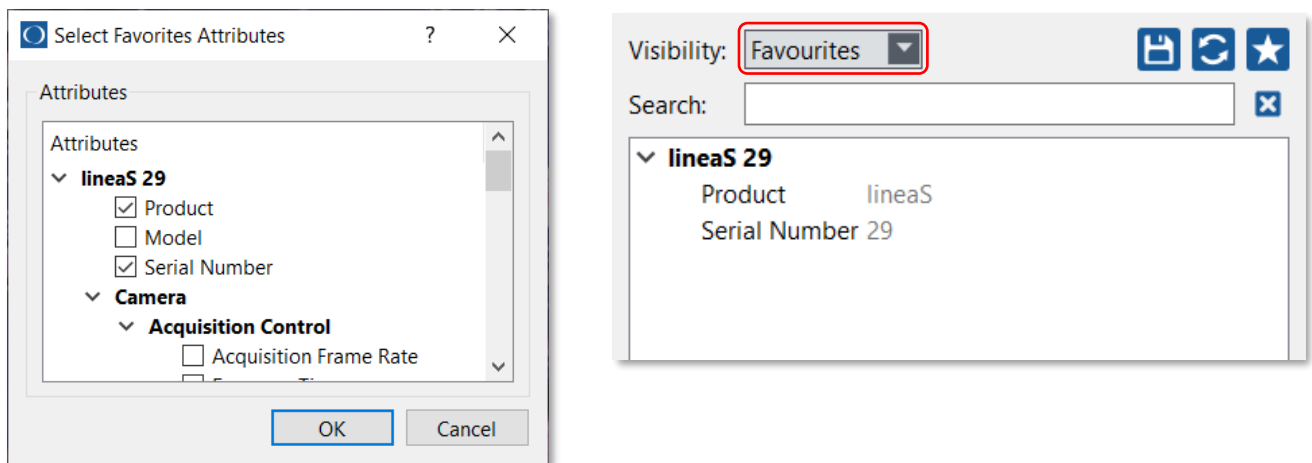 Select Favorites Attributes ?
Attributes
Attributes
lineaS 29
Product
Model
Serial Number
Camera
Acquisition Control
Acquisition Frame Rate
OK Cancel
Visibility: Favourites
Search:
lineaS 29
Product lineaS
Serial Number 29